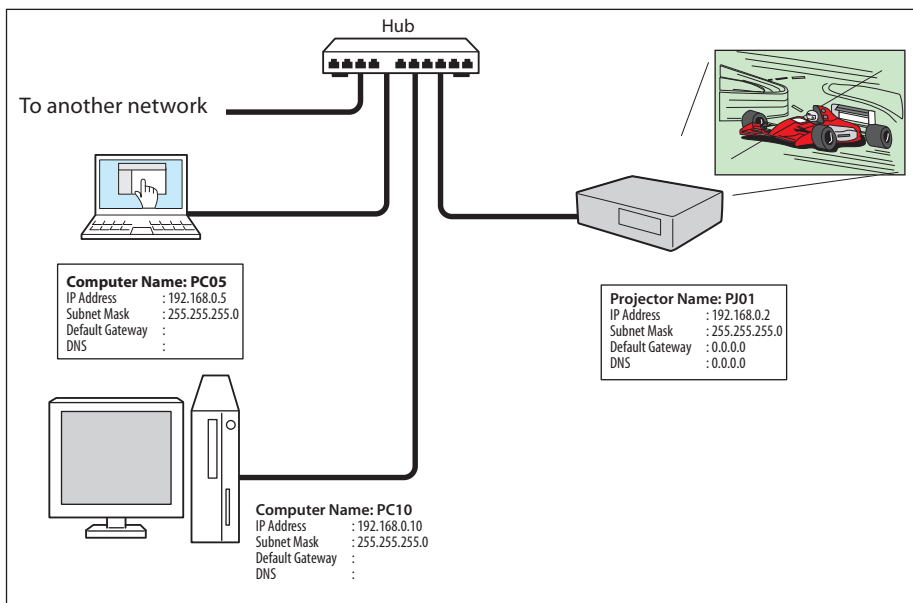 Hub
To another network
Computer Name: PC05
IP Address : 192.168.0.5
Subnet Mask : 255.255.255.0
Default Gateway :
DNS :
Projector Name: PJ01
IP Address : 192.168.0.2
Subnet Mask : 255.255.255.0
Default Gateway : 0.0.0.0
DNS : 0.0.0.0
Computer Name: PC10
IP Address : 192.168.0.10
Subnet Mask : 255.255.255.0
Default Gateway :
DNS :